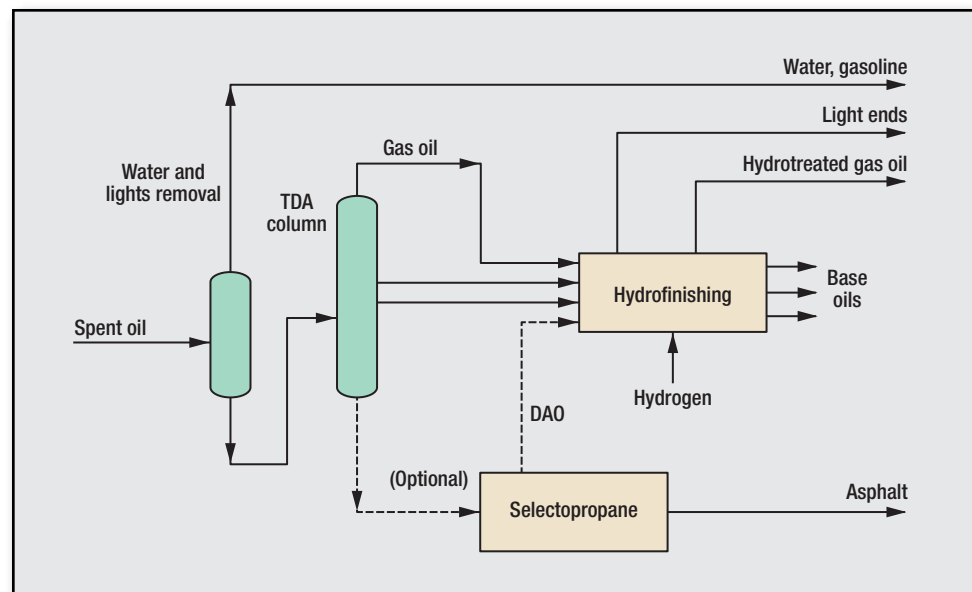 Water, gasoline
Light ends
Hydrotreated gas oil
Gas oil
Water and
lights removal
TDA
column
Hydrofinishing
Base
oils
Spent oil
Hydrogen
DAO
(Optional)
Selectopropane
Asphalt